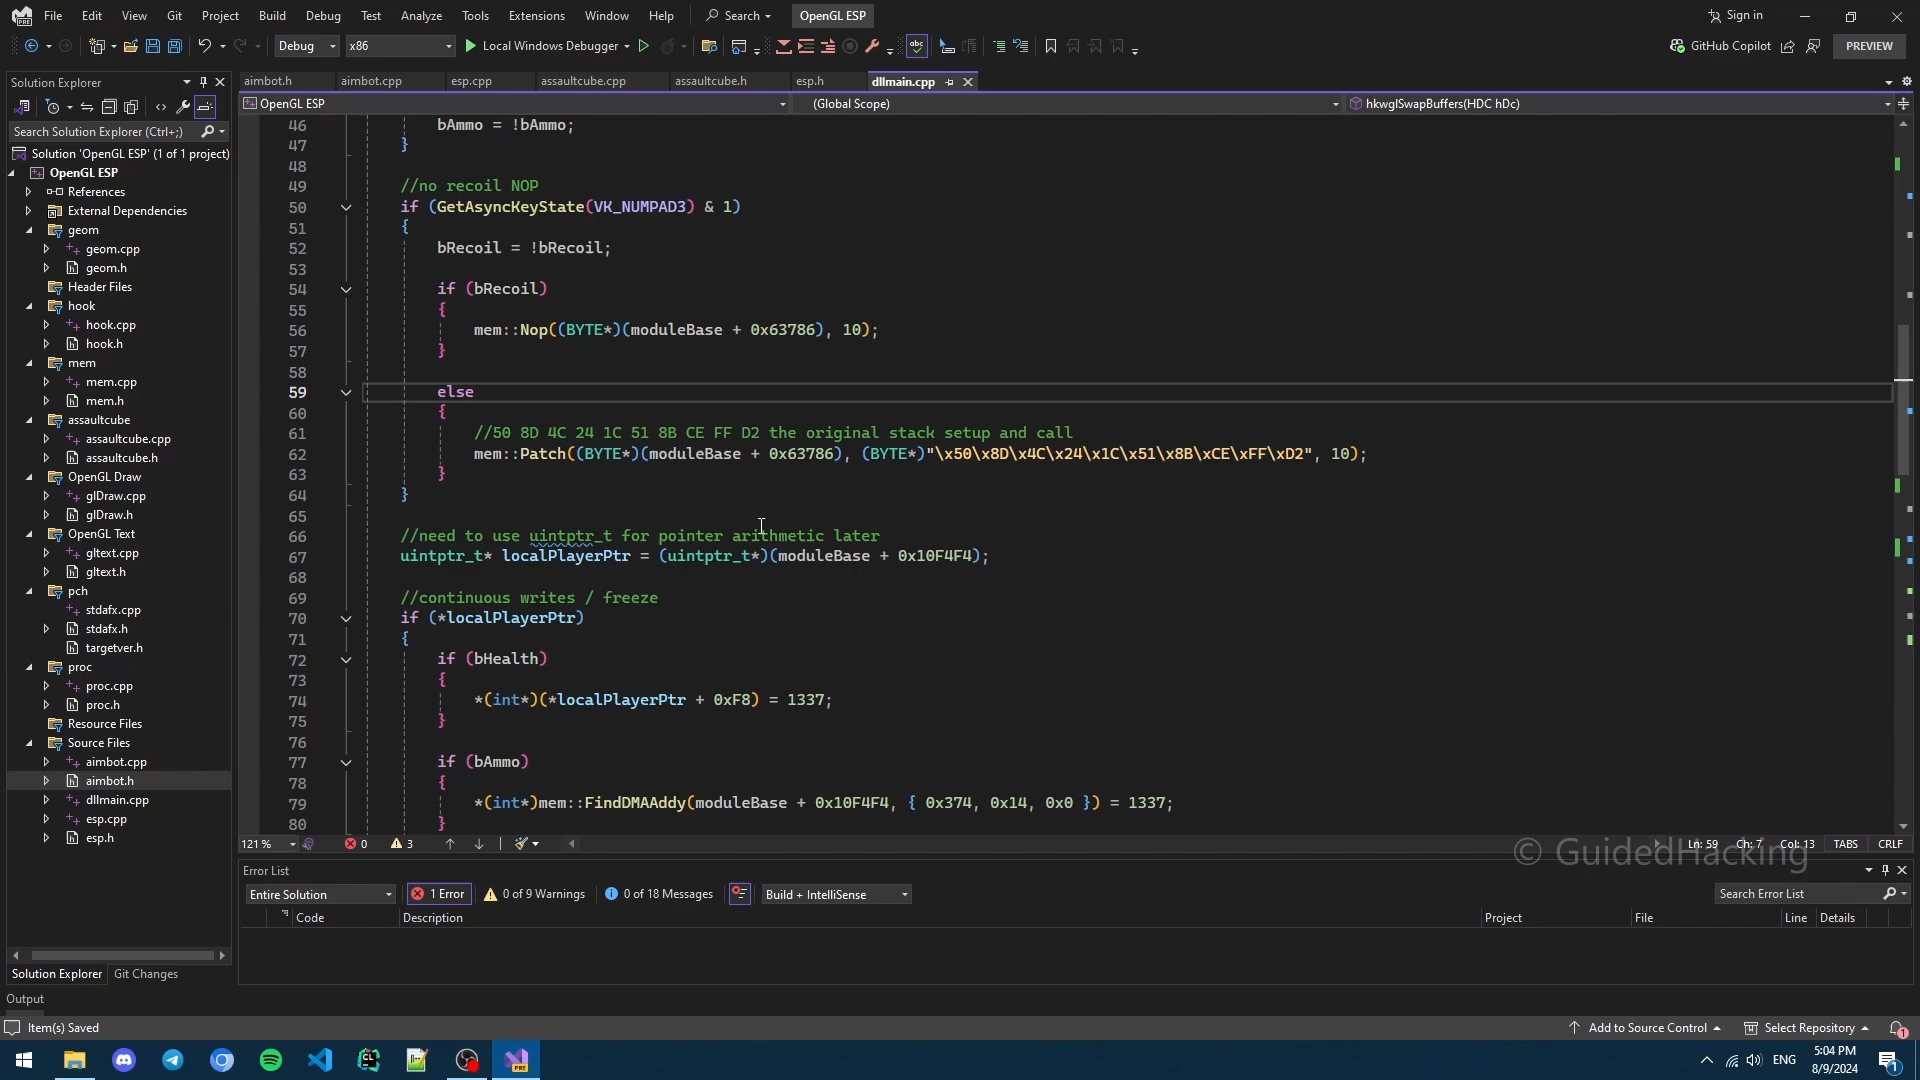 File Edit View Git Project Build Debug Test Analyze Tools Extensions Window Help Search OpenGL ESP Sign in
Debug x86 Local Windows Debugger abc GitHub Copilot PREVIEW
Solution Explorer
aimbot.h aimbot.cpp esp.cpp assaultcube.cpp assaultcube.h esp.h dllmain.cpp
OpenGL ESP (Global Scope) hkwglSwapBuffers(HDC hDc)
Search Solution Explorer (Ctrl+;)
Solution 'OpenGL ESP' (1 of 1 project)
OpenGL ESP
References
External Dependencies
geom
geom.cpp
geom.h
Header Files
hook
hook.cpp
hook.h
mem
mem.cpp
mem.h
assaultcube
assaultcube.cpp
assaultcube.h
OpenGL Draw
glDraw.cpp
glDraw.h
OpenGL Text
gltext.cpp
gltext.h
pch
stdafx.cpp
stdafx.h
targetver.h
proc
proc.cpp
proc.h
Resource Files
Source Files
aimbot.cpp
aimbot.h
dllmain.cpp
esp.cpp
esp.h
Solution Explorer Git Changes
46 bAmmo = !bAmmo;
47 }
48
49 //no recoil NOP
50 if (GetAsyncKeyState(VK_NUMPAD3) & 1)
51 {
52 bRecoil = !bRecoil;
53
54 if (bRecoil)
55 {
56 mem::Nop((BYTE*)(moduleBase + 0x63786), 10);
57 }
58
59 else
60 {
61 //50 8D 4C 24 1C 51 8B CE FF D2 the original stack setup and call
62 mem::Patch((BYTE*)(moduleBase + 0x63786), (BYTE*)"\x50\x8D\x4C\x24\x1C\x51\x8B\xCE\xFF\xD2", 10);
63 }
64 }
65
66 //need to use uintptr_t for pointer arithmetic later
67 uintptr_t* localPlayerPtr = (uintptr_t*)(moduleBase + 0x10F4F4);
68
69 //continuous writes / freeze
70 if (*localPlayerPtr)
71 {
72 if (bHealth)
73 {
74 *(int*)(*localPlayerPtr + 0xF8) = 1337;
75 }
76
77 if (bAmmo)
78 {
79 *(int*)mem::FindDMAAddy(moduleBase + 0x10F4F4, { 0x374, 0x14, 0x0 }) = 1337;
80 }
121 % 0 3 Ln: 59 Ch: 7 Col: 13 TABS CRLF
© GuidedHacking
Error List
Entire Solution 1 Error 0 of 9 Warnings 0 of 18 Messages Build + IntelliSense Search Error List
Code Description Project File Line Details
Output
Item(s) Saved Add to Source Control Select Repository 1
PRE ENG 5:04 PM
8/9/2024 1